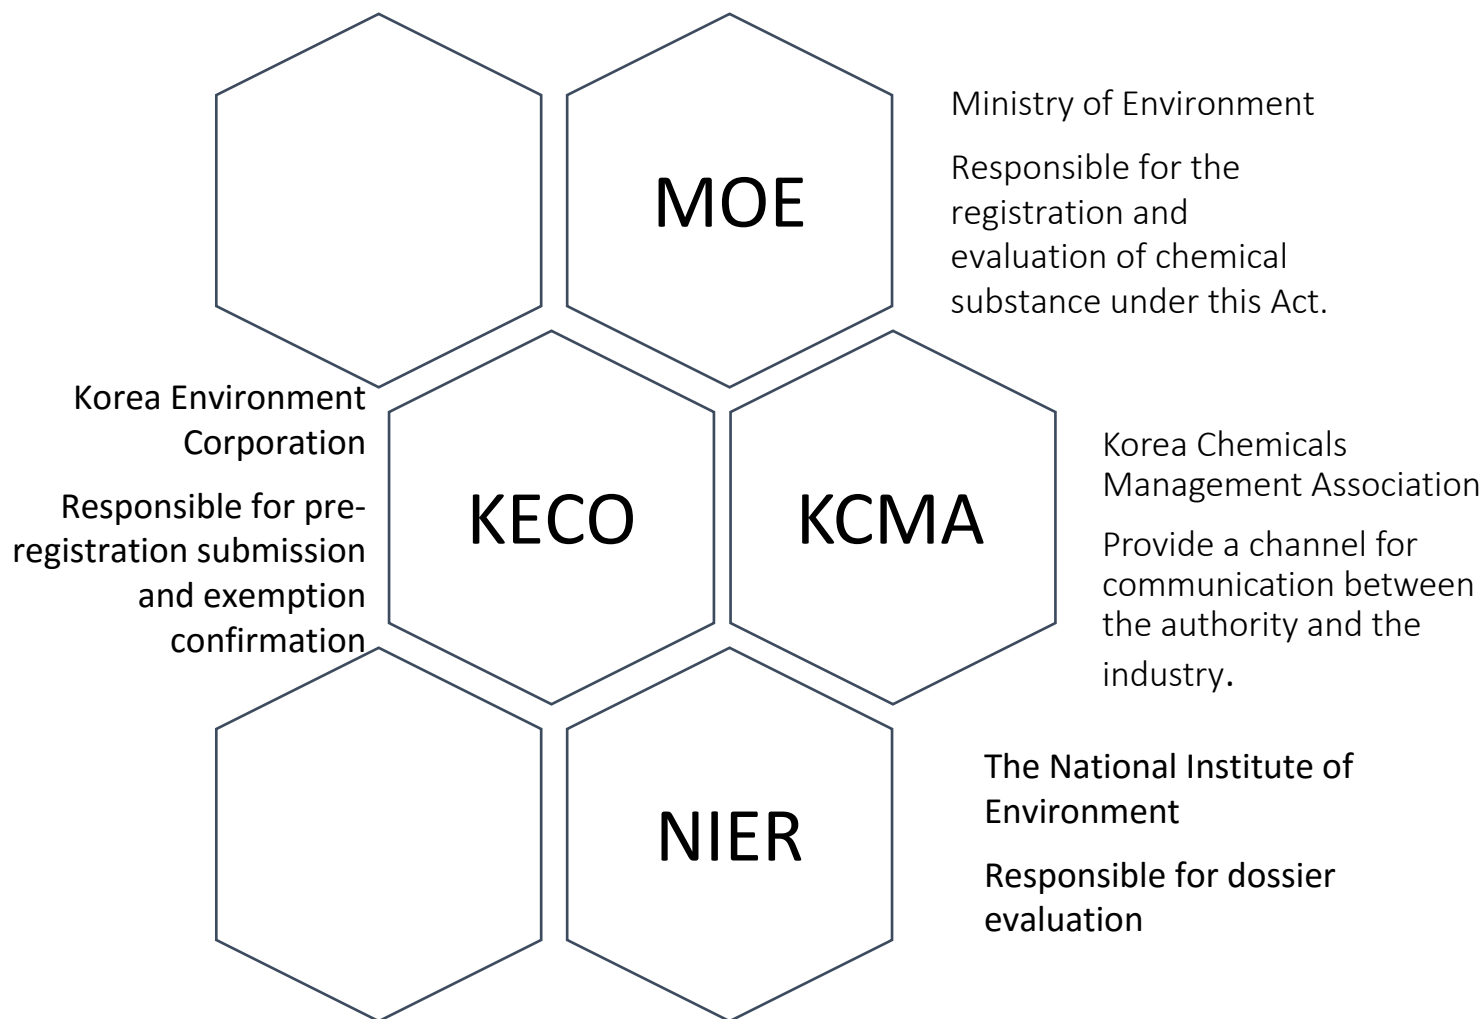 MOE
Ministry of Environment
Responsible for the
registration and
evaluation of chemical
substance under this Act.
Korea Environment
Corporation
Responsible for pre-
registration submission
and exemption
confirmation
KECO
KCMA
Korea Chemicals
Management Association
Provide a channel for
communication between
the authority and the
industry.
NIER
The National Institute of
Environment
Responsible for dossier
evaluation